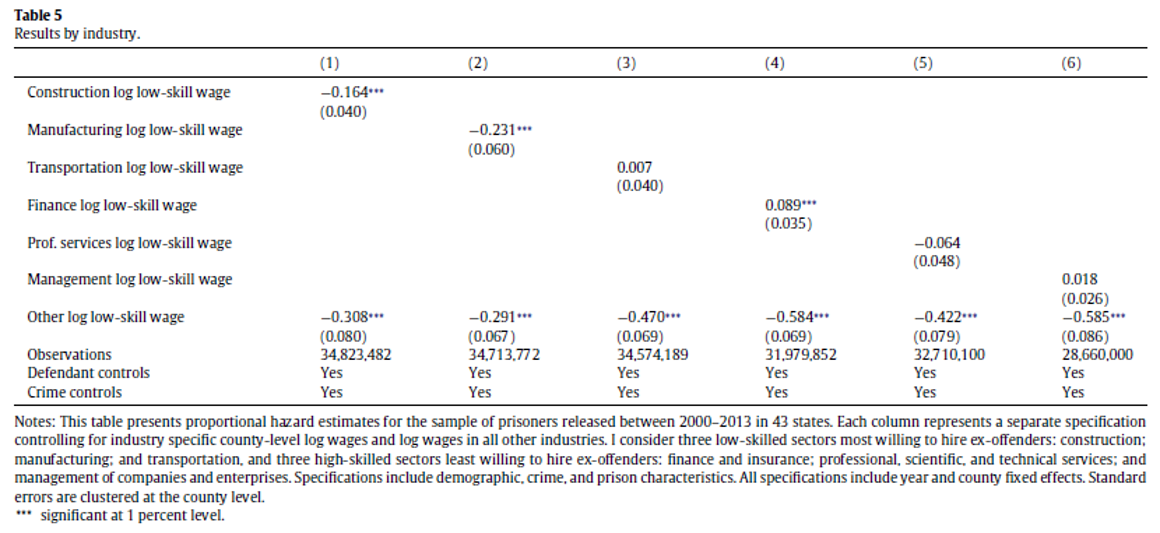 Table 5
Results by industry.
(1) (2) (3) (4) (5) (6)
Construction log low-skill wage −0.164***
(0.040)
Manufacturing log low-skill wage −0.231***
(0.060)
Transportation log low-skill wage 0.007
(0.040)
Finance log low-skill wage 0.089***
(0.035)
Prof. services log low-skill wage −0.064
(0.048)
Management log low-skill wage 0.018
(0.026)
Other log low-skill wage −0.308*** −0.291*** −0.470*** −0.584*** −0.422*** −0.585***
(0.080) (0.067) (0.069) (0.069) (0.079) (0.086)
Observations 34,823,482 34,713,772 34,574,189 31,979,852 32,710,100 28,660,000
Defendant controls Yes Yes Yes Yes Yes Yes
Crime controls Yes Yes Yes Yes Yes Yes
Notes: This table presents proportional hazard estimates for the sample of prisoners released between 2000–2013 in 43 states. Each column represents a separate specification
controlling for industry specific county-level log wages and log wages in all other industries. I consider three low-skilled sectors most willing to hire ex-offenders: construction;
manufacturing; and transportation, and three high-skilled sectors least willing to hire ex-offenders: finance and insurance; professional, scientific, and technical services; and
management of companies and enterprises. Specifications include demographic, crime, and prison characteristics. All specifications include year and county fixed effects. Standard
errors are clustered at the county level.
*** significant at 1 percent level.